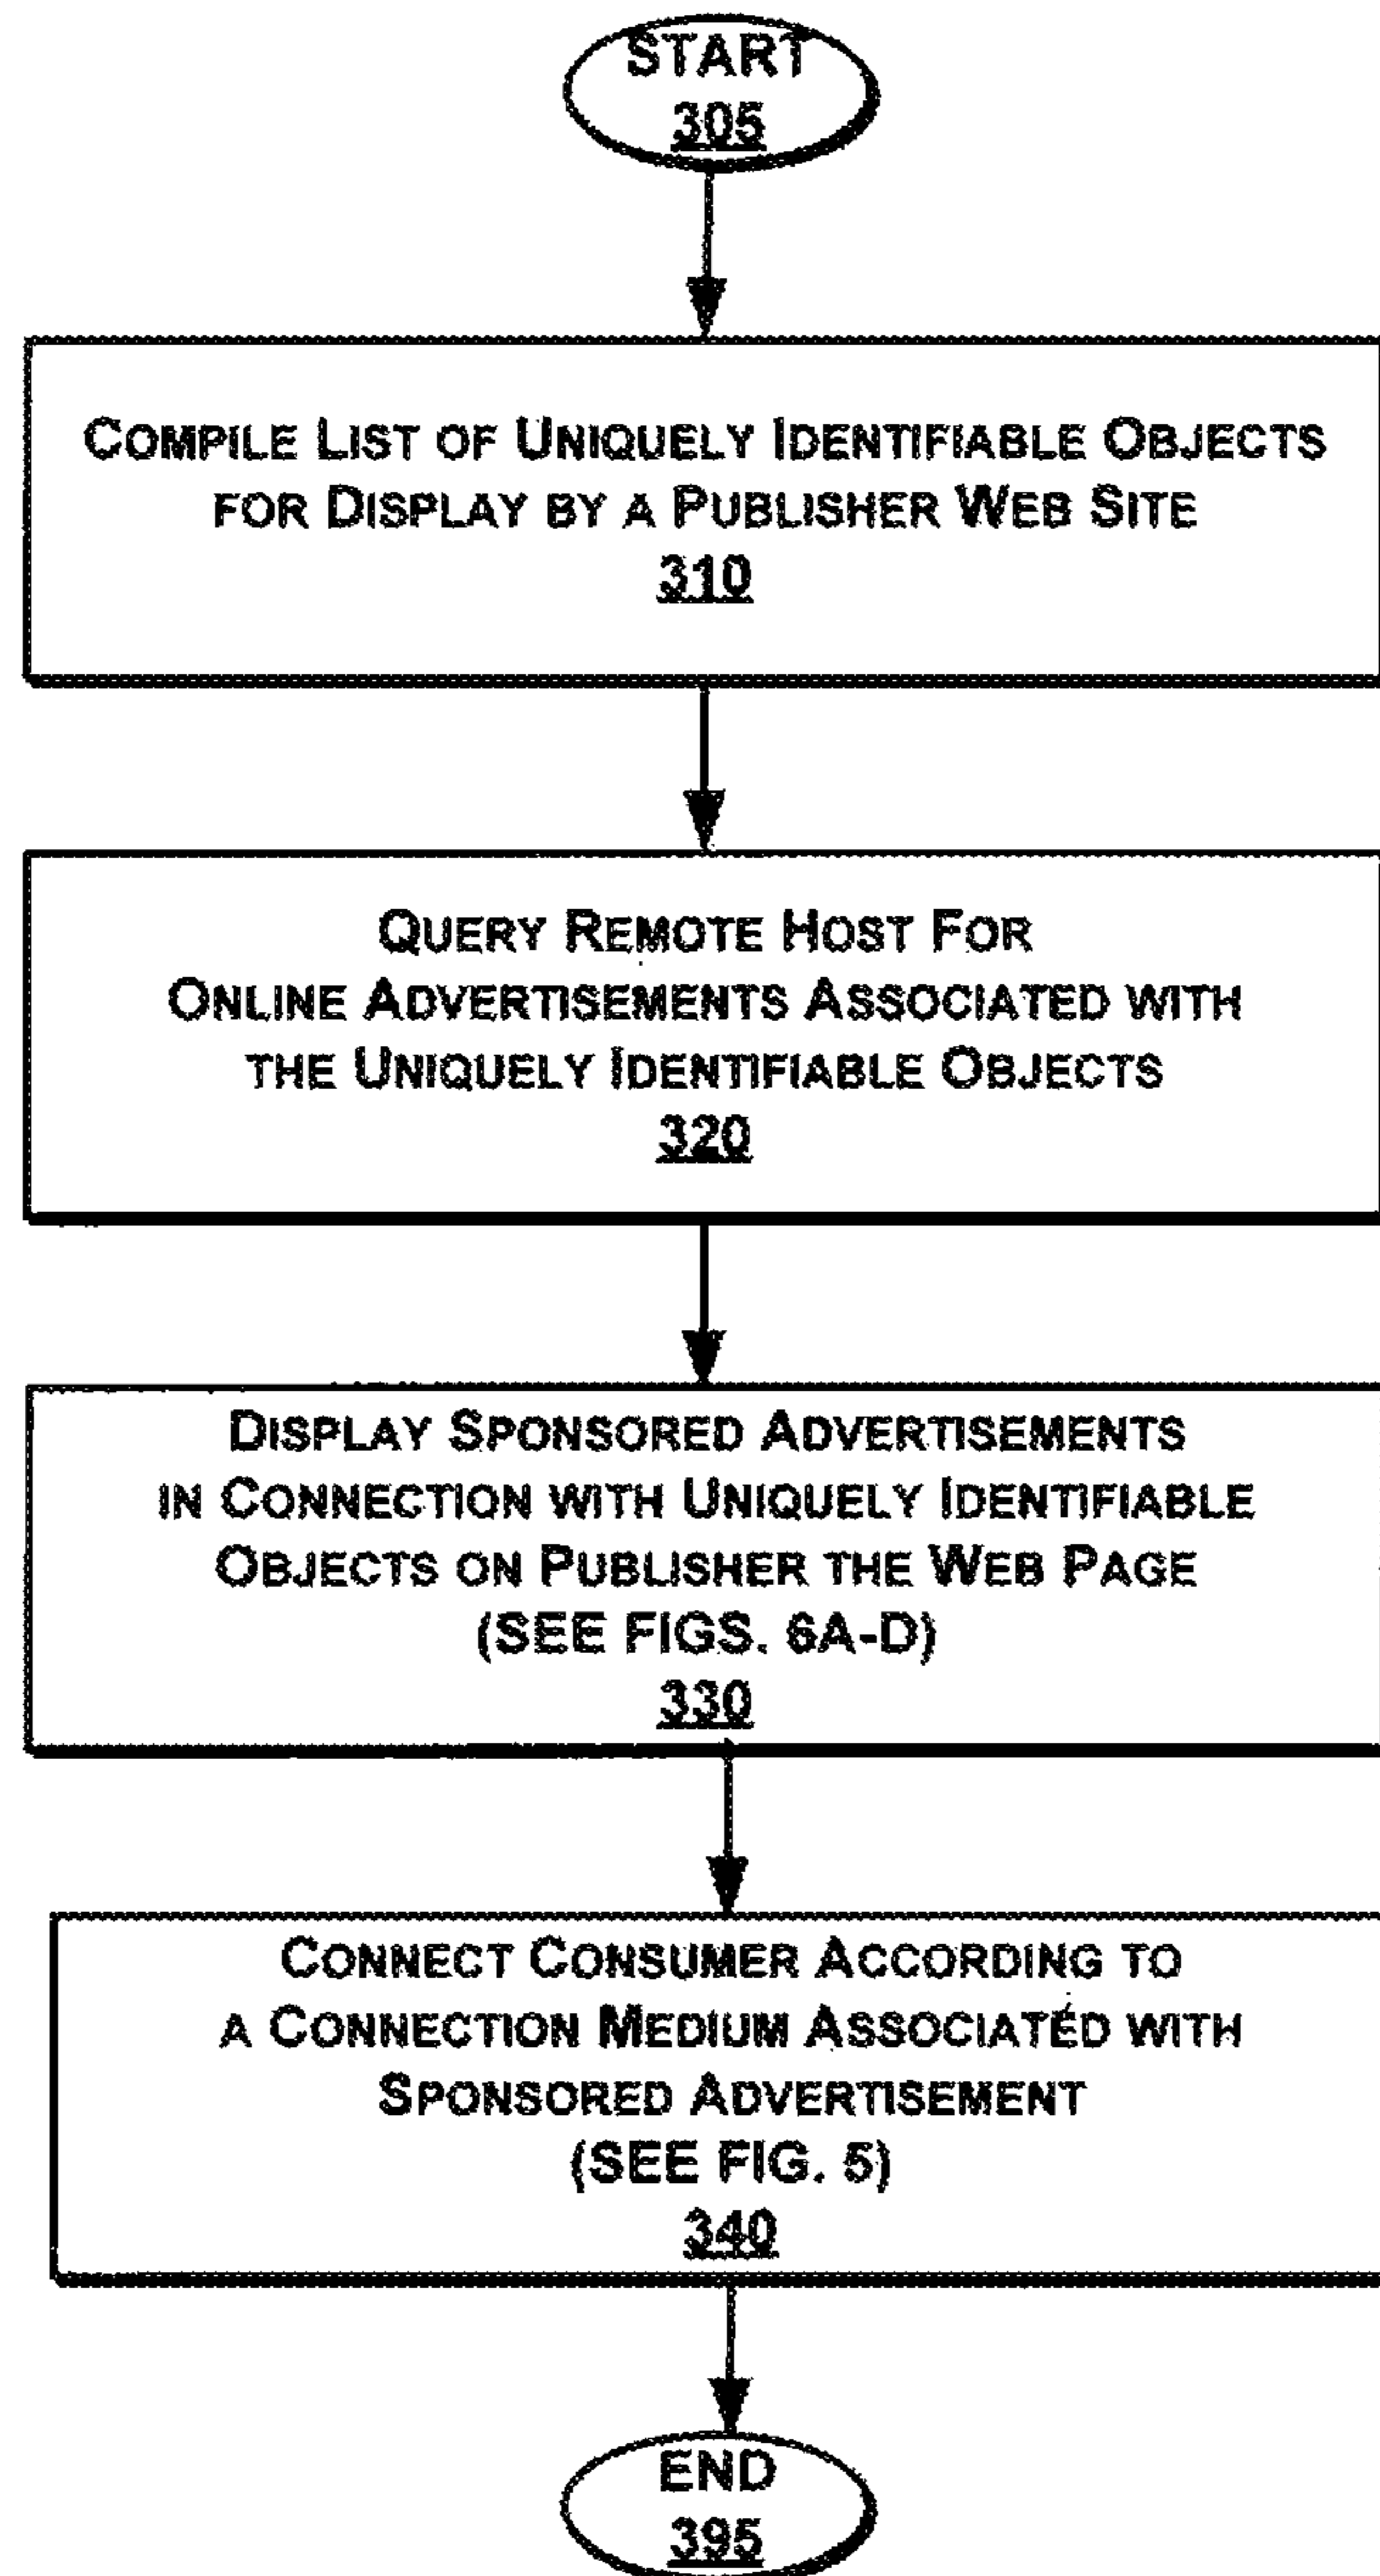 START
305
COMPILE LIST OF UNIQUELY IDENTIFIABLE OBJECTS
FOR DISPLAY BY A PUBLISHER WEB SITE
310
QUERY REMOTE HOST FOR
ONLINE ADVERTISEMENTS ASSOCIATED WITH
THE UNIQUELY IDENTIFIABLE OBJECTS
320
DISPLAY SPONSORED ADVERTISEMENTS
IN CONNECTION WITH UNIQUELY IDENTIFIABLE
OBJECTS ON PUBLISHER THE WEB PAGE
(SEE FIGS. 6A-D)
330
CONNECT CONSUMER ACCORDING TO
A CONNECTION MEDIUM ASSOCIATED WITH
SPONSORED ADVERTISEMENT
(SEE FIG. 5)
340
END
395